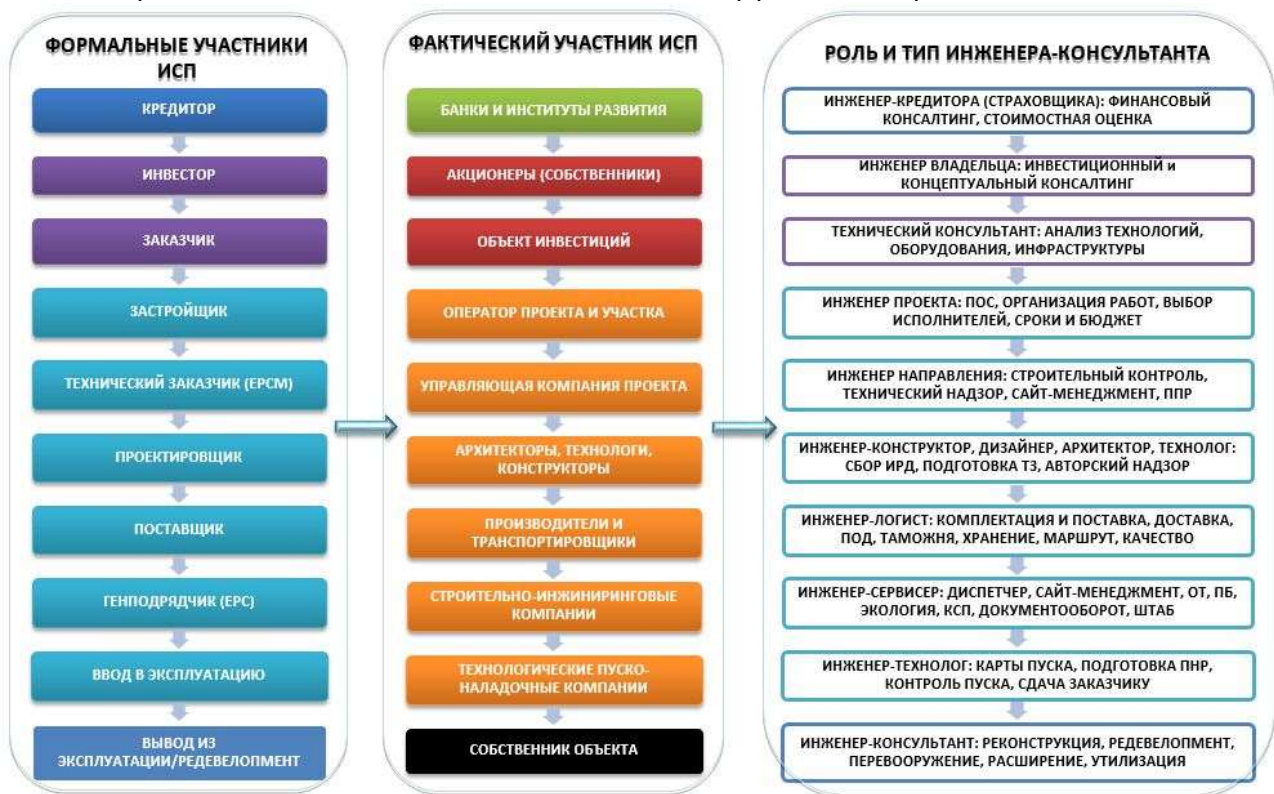 ФОРМАЛЬНЫЕ УЧАСТНИКИ
ИСП
КРЕДИТОР
ИНВЕСТОР
ЗАКАЗЧИК
ЗАСТРОЙЩИК
ТЕХНИЧЕСКИЙ ЗАКАЗЧИК (EPCM)
ПРОЕКТИРОВЩИК
ПОСТАВЩИК
ГЕНПОДРЯДЧИК (EPC)
ВВОД В ЭКСПЛУАТАЦИЮ
ВЫВОД ИЗ
ЭКСПЛУАТАЦИИ/РЕДЕВЕЛОПМЕНТ
ФАКТИЧЕСКИЙ УЧАСТНИК ИСП
БАНКИ И ИНСТИТУТЫ РАЗВИТИЯ
АКЦИОНЕРЫ (СОБСТВЕННИКИ)
ОБЪЕКТ ИНВЕСТИЦИЙ
ОПЕРАТОР ПРОЕКТА И УЧАСТКА
УПРАВЛЯЮЩАЯ КОМПАНИЯ ПРОЕКТА
АРХИТЕКТОРЫ, ТЕХНОЛОГИ,
КОНСТРУКТОРЫ
ПРОИЗВОДИТЕЛИ И
ТРАНСПОРТИРОВЩИКИ
СТРОИТЕЛЬНО-ИНЖИНИРИНГОВЫЕ
КОМПАНИИ
ТЕХНОЛОГИЧЕСКИЕ ПУСКО-
НАЛАДОЧНЫЕ КОМПАНИИ
СОБСТВЕННИК ОБЪЕКТА
РОЛЬ И ТИП ИНЖЕНЕРА-КОНСУЛЬТАНТА
ИНЖЕНЕР-КРЕДИТОРА (СТРАХОВЩИКА): ФИНАНСОВЫЙ
КОНСАЛТИНГ, СТОИМОСТНАЯ ОЦЕНКА
ИНЖЕНЕР ВЛАДЕЛЬЦА: ИНВЕСТИЦИОННЫЙ и
КОНЦЕПТУАЛЬНЫЙ КОНСАЛТИНГ
ТЕХНИЧЕСКИЙ КОНСУЛЬТАНТ: АНАЛИЗ ТЕХНОЛОГИЙ,
ОБОРУДОВАНИЯ, ИНФРАСТРУКТУРЫ
ИНЖЕНЕР ПРОЕКТА: ПОС, ОРГАНИЗАЦИЯ РАБОТ, ВЫБОР
ИСПОЛНИТЕЛЕЙ, СРОКИ И БЮДЖЕТ
ИНЖЕНЕР НАПРАВЛЕНИЯ: СТРОИТЕЛЬНЫЙ КОНТРОЛЬ,
ТЕХНИЧЕСКИЙ НАДЗОР, САЙТ-МЕНЕДЖМЕНТ, ППР
ИНЖЕНЕР-КОНСТРУКТОР, ДИЗАЙНЕР, АРХИТЕКТОР, ТЕХНОЛОГ:
СБОР ИРД, ПОДГОТОВКА ТЗ, АВТОРСКИЙ НАДЗОР
ИНЖЕНЕР-ЛОГИСТ: КОМПЛЕКТАЦИЯ И ПОСТАВКА, ДОСТАВКА,
ПОД, ТАМОЖНЯ, ХРАНЕНИЕ, МАРШРУТ, КАЧЕСТВО
ИНЖЕНЕР-СЕРВИСЕР: ДИСПЕТЧЕР, САЙТ-МЕНЕДЖМЕНТ, ОТ, ПБ,
ЭКОЛОГИЯ, КСП, ДОКУМЕНТООБОРОТ, ШТАБ
ИНЖЕНЕР-ТЕХНОЛОГ: КАРТЫ ПУСКА, ПОДГОТОВКА ПНР,
КОНТРОЛЬ ПУСКА, СДАЧА ЗАКАЗЧИКУ
ИНЖЕНЕР-КОНСУЛЬТАНТ: РЕКОНСТРУКЦИЯ, РЕДЕВЕЛОПМЕНТ,
ПЕРЕВООРУЖЕНИЕ, РАСШИРЕНИЕ, УТИЛИЗАЦИЯ